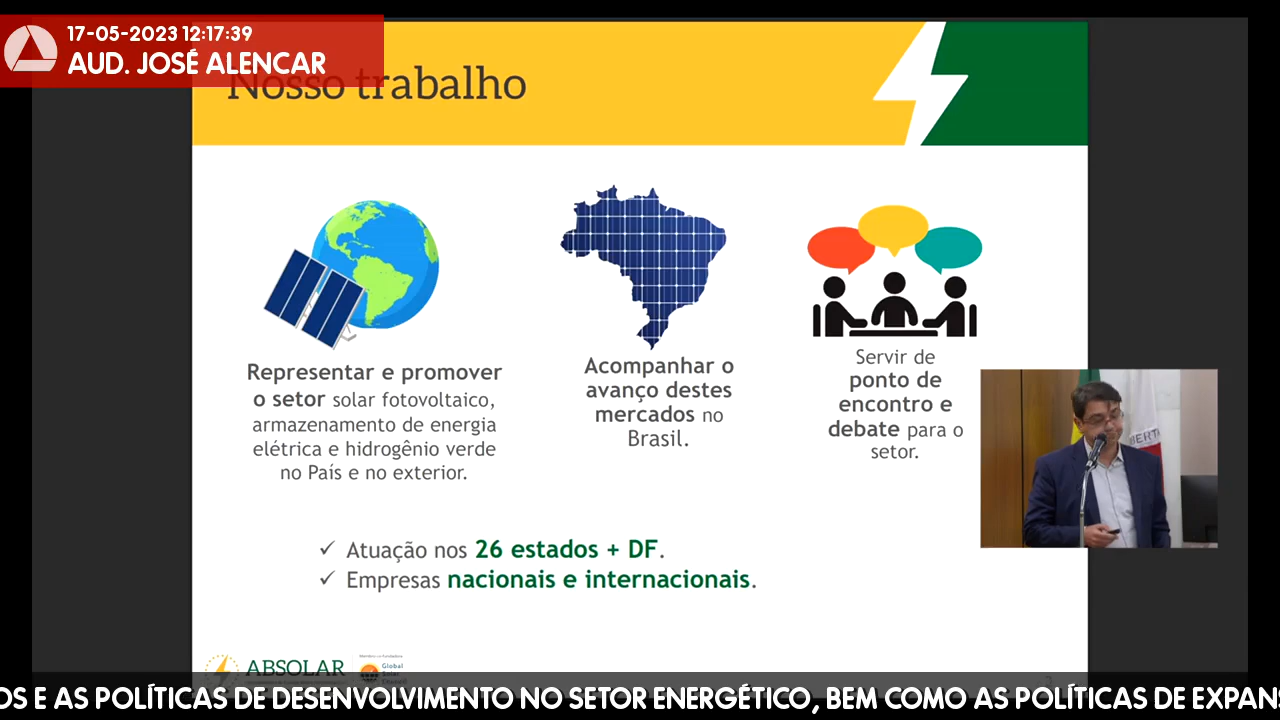 17-05-2023 12:17:39
AUD. JOSÉ ALENCAR
Nosso trabalho
Representar e promover
o setor solar fotovoltaico,
armazenamento de energia
elétrica e hidrogênio verde
no País e no exterior.
Acompanhar o
avanço destes
mercados no
Brasil.
Servir de
ponto de
encontro e
debate para o
setor.
✓ Atuação nos 26 estados + DF.
✓ Empresas nacionais e internacionais.
ABSOLAR
Global
Solar
Council
OS E AS POLÍTICAS DE DESENVOLVIMENTO NO SETOR ENERGÉTICO, BEM COMO AS POLÍTICAS DE EXPANS